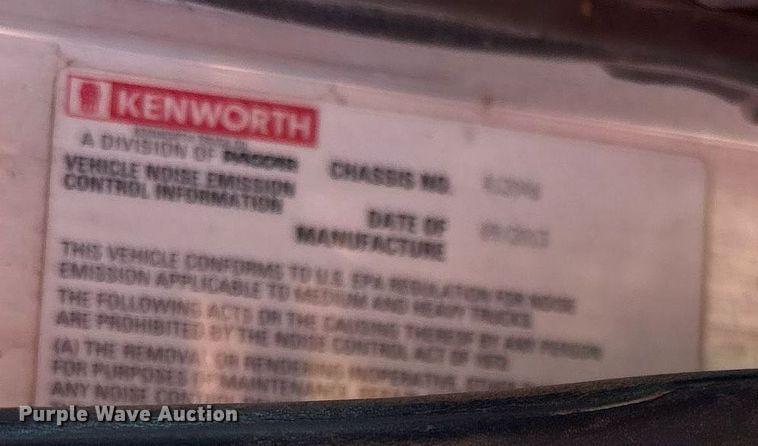 KENWORTH
A DIVISION OF PACCAR
VEHICLE NOISE EMISSION
CONTROL INFORMATION
CHASSIS NO.
DATE OF
MANUFACTURE
THIS VEHICLE CONFORMS TO U.S. EPA REGULATION FOR NOISE
EMISSION APPLICABLE TO MEDIUM AND HEAVY TRUCKS
THE FOLLOWING ACTS OR THE CAUSING THEREOF BY ANY PERSON
ARE PROHIBITED BY THE NOISE CONTROL ACT OF 1972
(A) THE REMOVAL OR RENDERING INOPERATIVE,
FOR PURPOSES MAINTENANCE
ANY NOISE
Purple Wave Auction